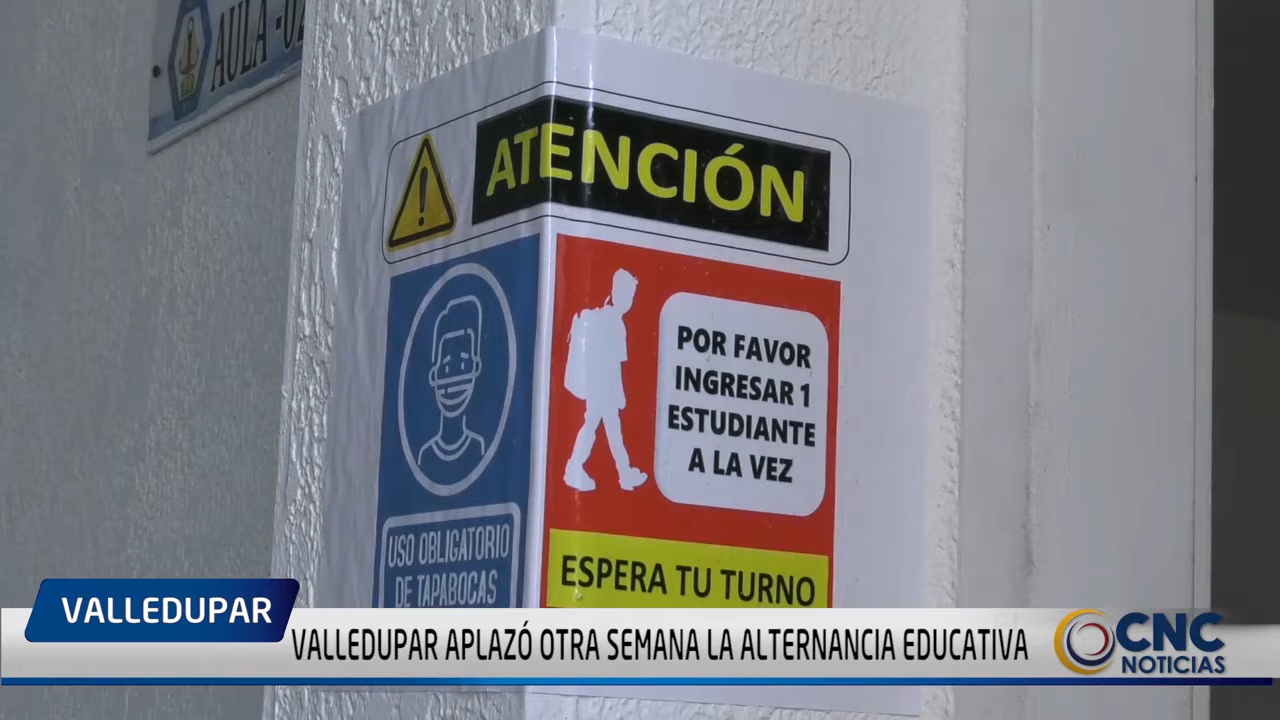 AULA -02
ATENCIÓN
POR FAVOR
INGRESAR 1
ESTUDIANTE
A LA VEZ
USO OBLIGATORIO
DE TAPABOCAS
ESPERA TU TURNO
VALLEDUPAR
VALLEDUPAR APLAZÓ OTRA SEMANA LA ALTERNANCIA EDUCATIVA
CNC
NOTICIAS